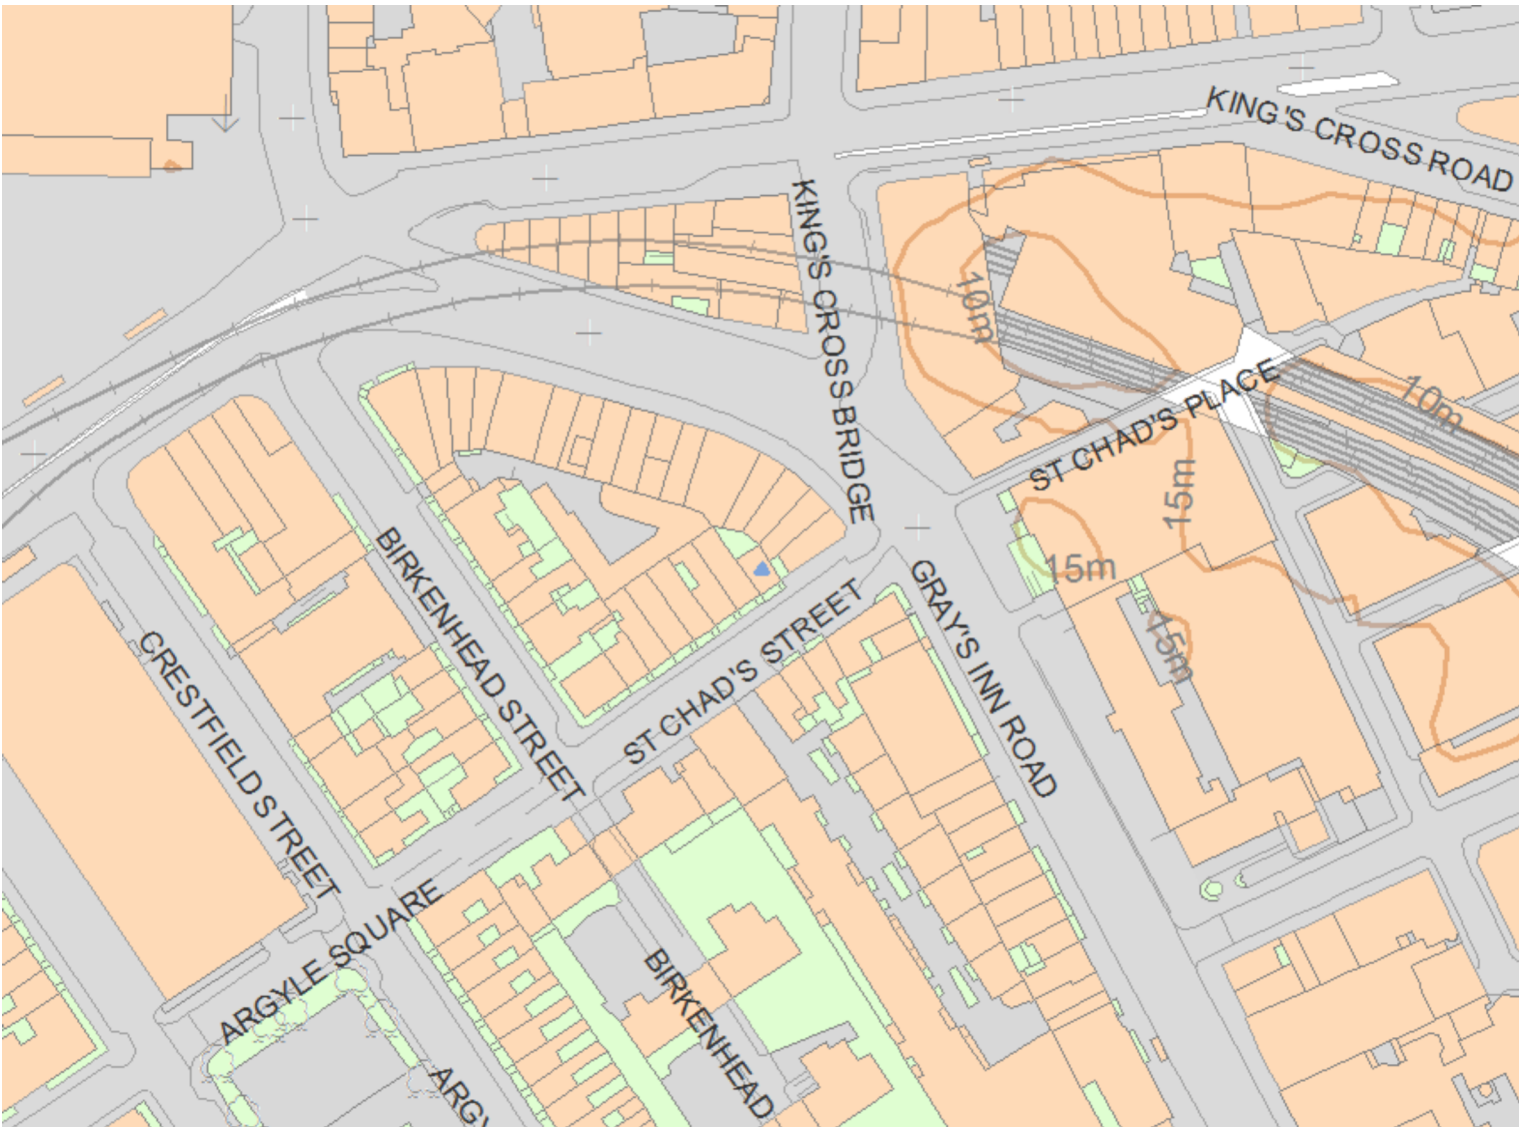 KING'S CROSS ROAD
KING'S CROSS BRIDGE
10m
ST CHAD'S PLACE
10m
15m
15m
15m
BIRKENHEAD STREET
ST CHAD'S STREET
GRAY'S INN ROAD
CRESTFIELD STREET
ARGYLE SQUARE
BIRKENHEAD
ARGY